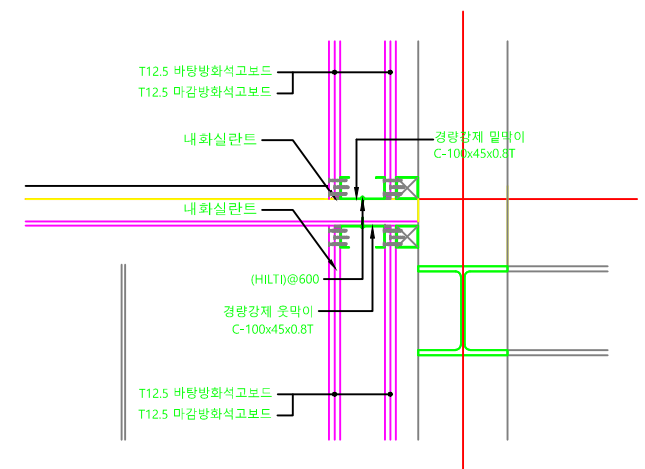 T12.5 바탕방화석고보드
T12.5 마감방화석고보드
내화실란트
경량강제 밑막이
C-100x45x0.8T
내화실란트
(HILTI)@600
경량강제 웃막이
C-100x45x0.8T
T12.5 바탕방화석고보드
T12.5 마감방화석고보드